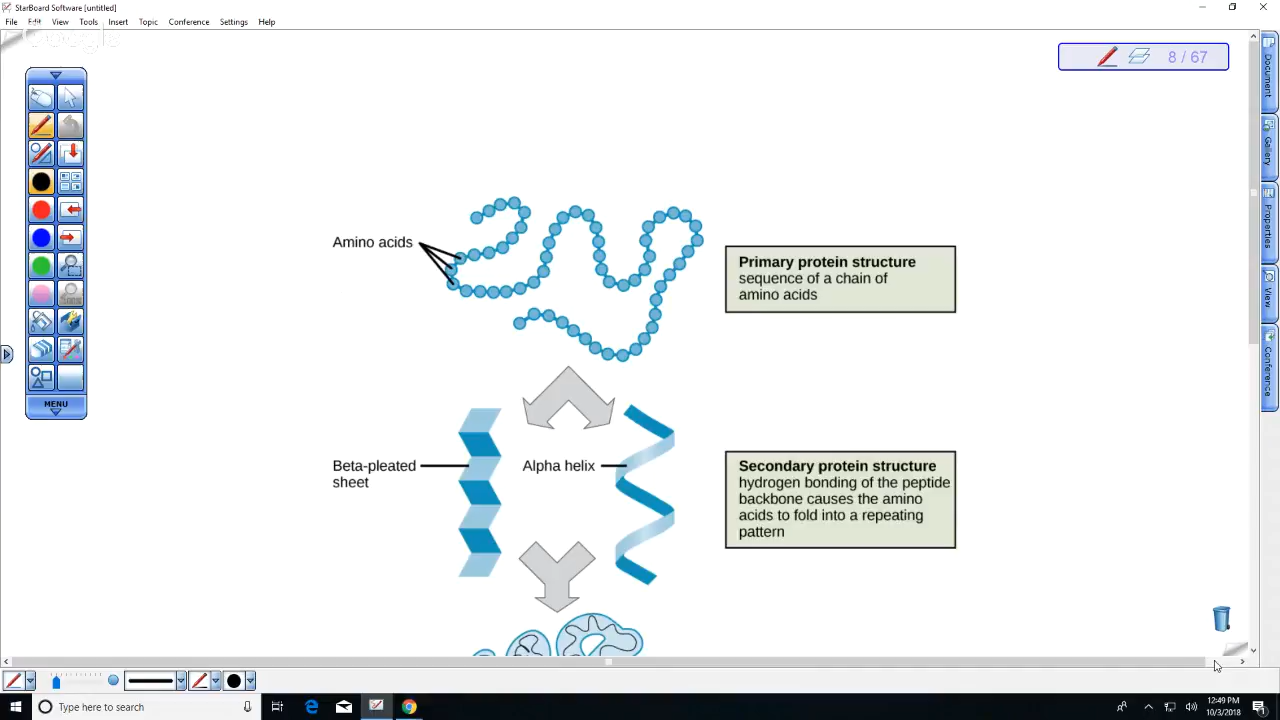 StarBoard Software [untitled]
File Edit View Tools Insert Topic Conference Settings Help
8 / 67
Document
Gallery
Properties
View
Conference
MENU
Amino acids
Primary protein structure
sequence of a chain of
amino acids
Beta-pleated
sheet
Alpha helix
Secondary protein structure
hydrogen bonding of the peptide
backbone causes the amino
acids to fold into a repeating
pattern
Type here to search
12:49 PM
10/3/2018
1